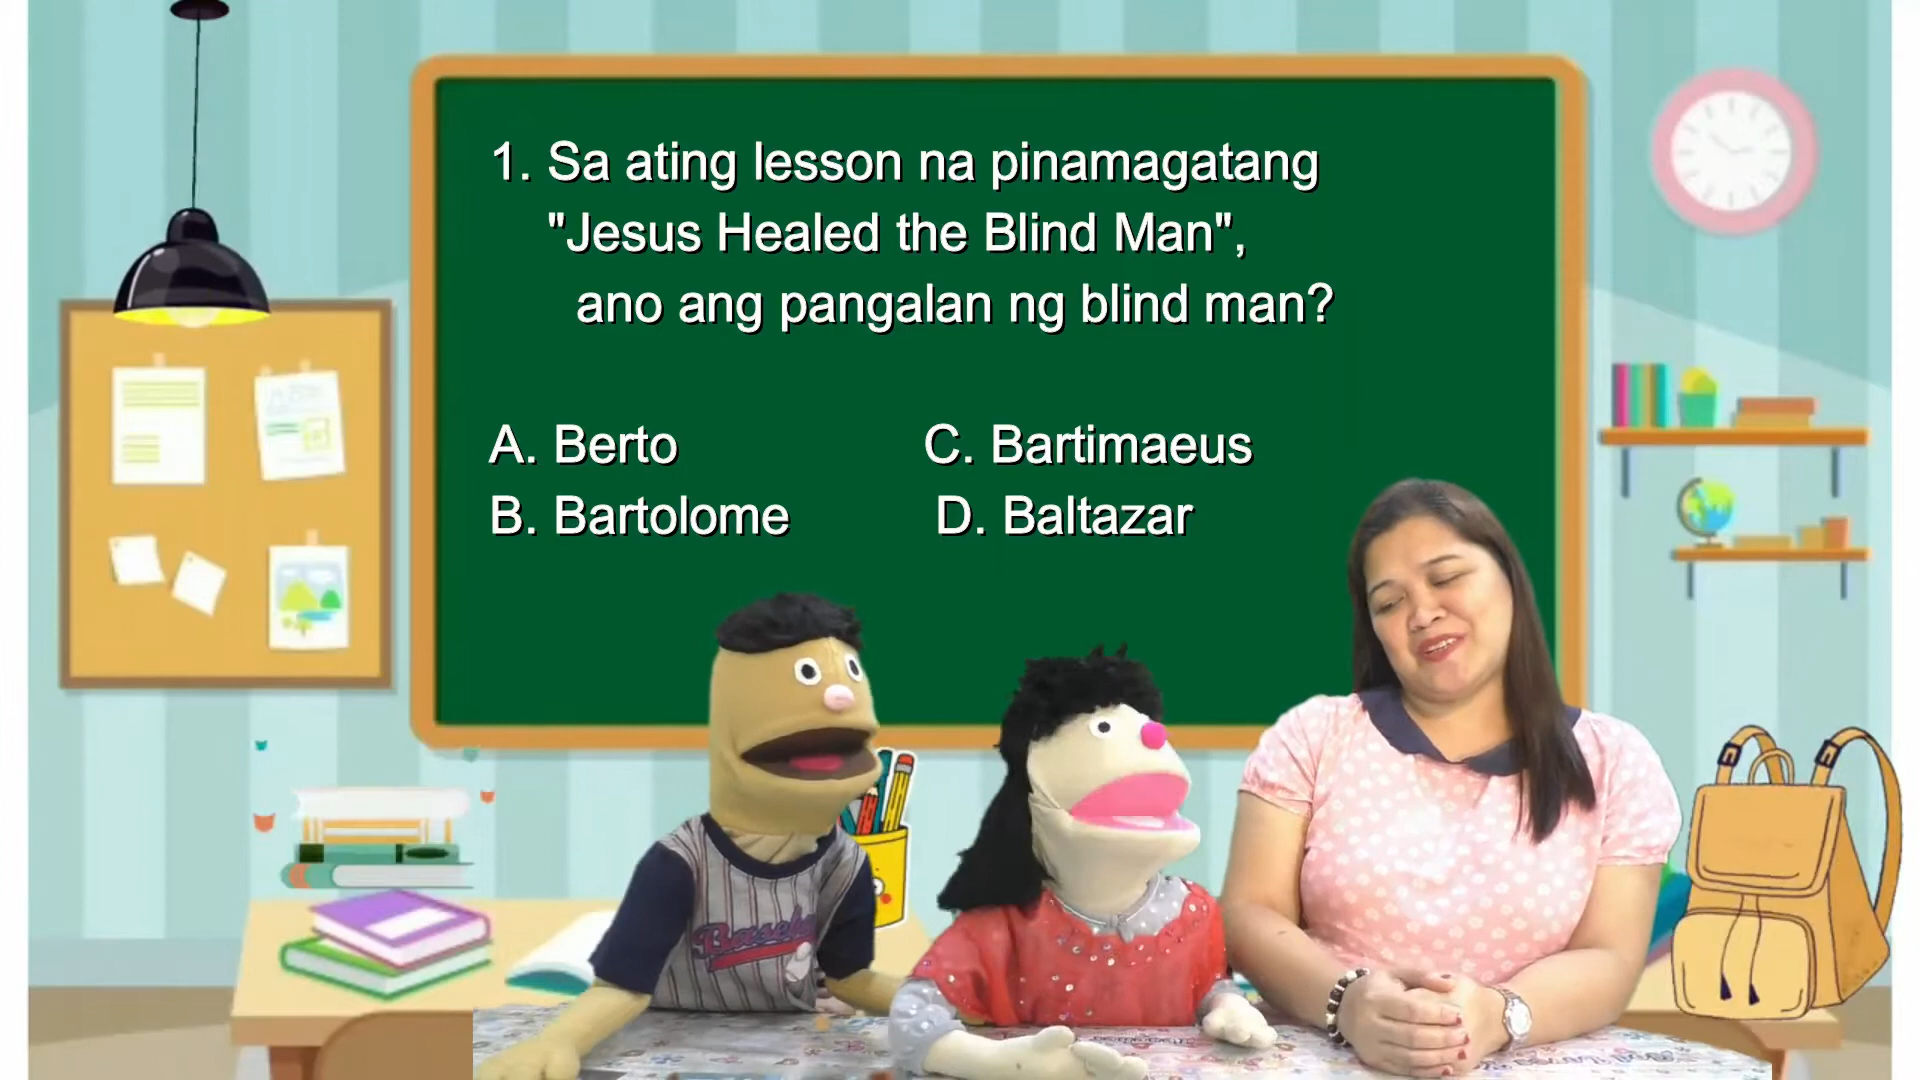 1. Sa ating lesson na pinamagatang
"Jesus Healed the Blind Man",
ano ang pangalan ng blind man?
A. Berto C. Bartimaeus
B. Bartolome D. Baltazar